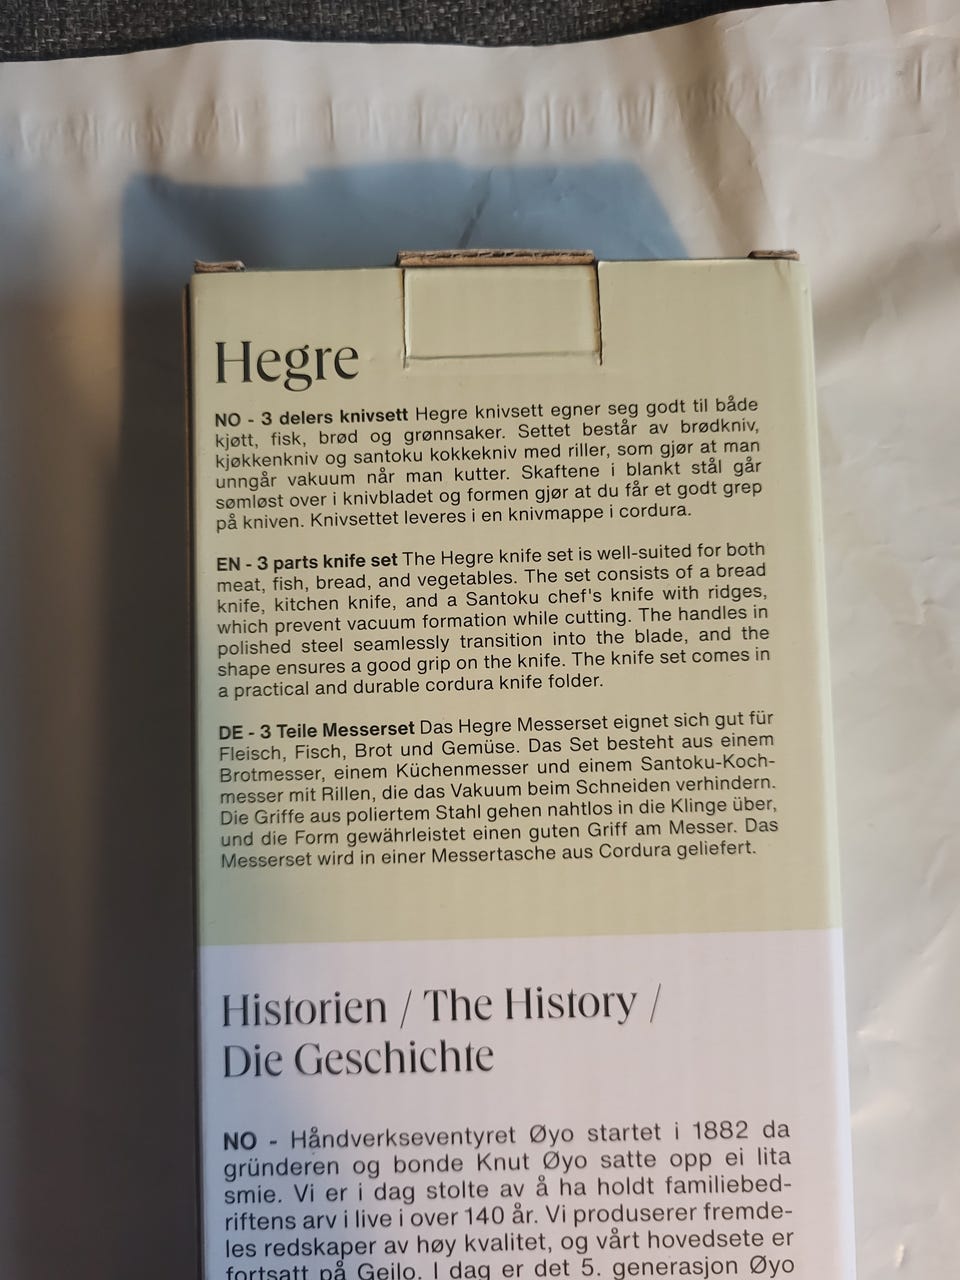 Hegre
NO - 3 delers knivsett Hegre knivsett egner seg godt til både
kjøtt, fisk, brød og grønnsaker. Settet består av brødkniv,
kjøkkenkniv og santoku kokkekniv med riller, som gjør at man
unngår vakuum når man kutter. Skaftene i blankt stål går
sømløst over i knivbladet og formen gjør at du får et godt grep
på kniven. Knivsettet leveres i en knivmappe i cordura.
EN - 3 parts knife set The Hegre knife set is well-suited for both
meat, fish, bread, and vegetables. The set consists of a bread
knife, kitchen knife, and a Santoku chef's knife with ridges,
which prevent vacuum formation while cutting. The handles in
polished steel seamlessly transition into the blade, and the
shape ensures a good grip on the knife. The knife set comes in
a practical and durable cordura knife folder.
DE - 3 Teile Messerset Das Hegre Messerset eignet sich gut für
Fleisch, Fisch, Brot und Gemüse. Das Set besteht aus einem
Brotmesser, einem Küchenmesser und einem Santoku-Koch-
messer mit Rillen, die das Vakuum beim Schneiden verhindern.
Die Griffe aus poliertem Stahl gehen nahtlos in die Klinge über,
und die Form gewährleistet einen guten Griff am Messer. Das
Messerset wird in einer Messertasche aus Cordura geliefert.
Historien / The History /
Die Geschichte
NO - Håndverkseventyret Øyo startet i 1882 da
gründeren og bonde Knut Øyo satte opp ei lita
smie. Vi er i dag stolte av å ha holdt familiebed-
riftens arv i live i over 140 år. Vi produserer fremde-
les redskaper av høy kvalitet, og vårt hovedsete er
fortsatt på Geilo. I dag er det 5. generasjon Øyo